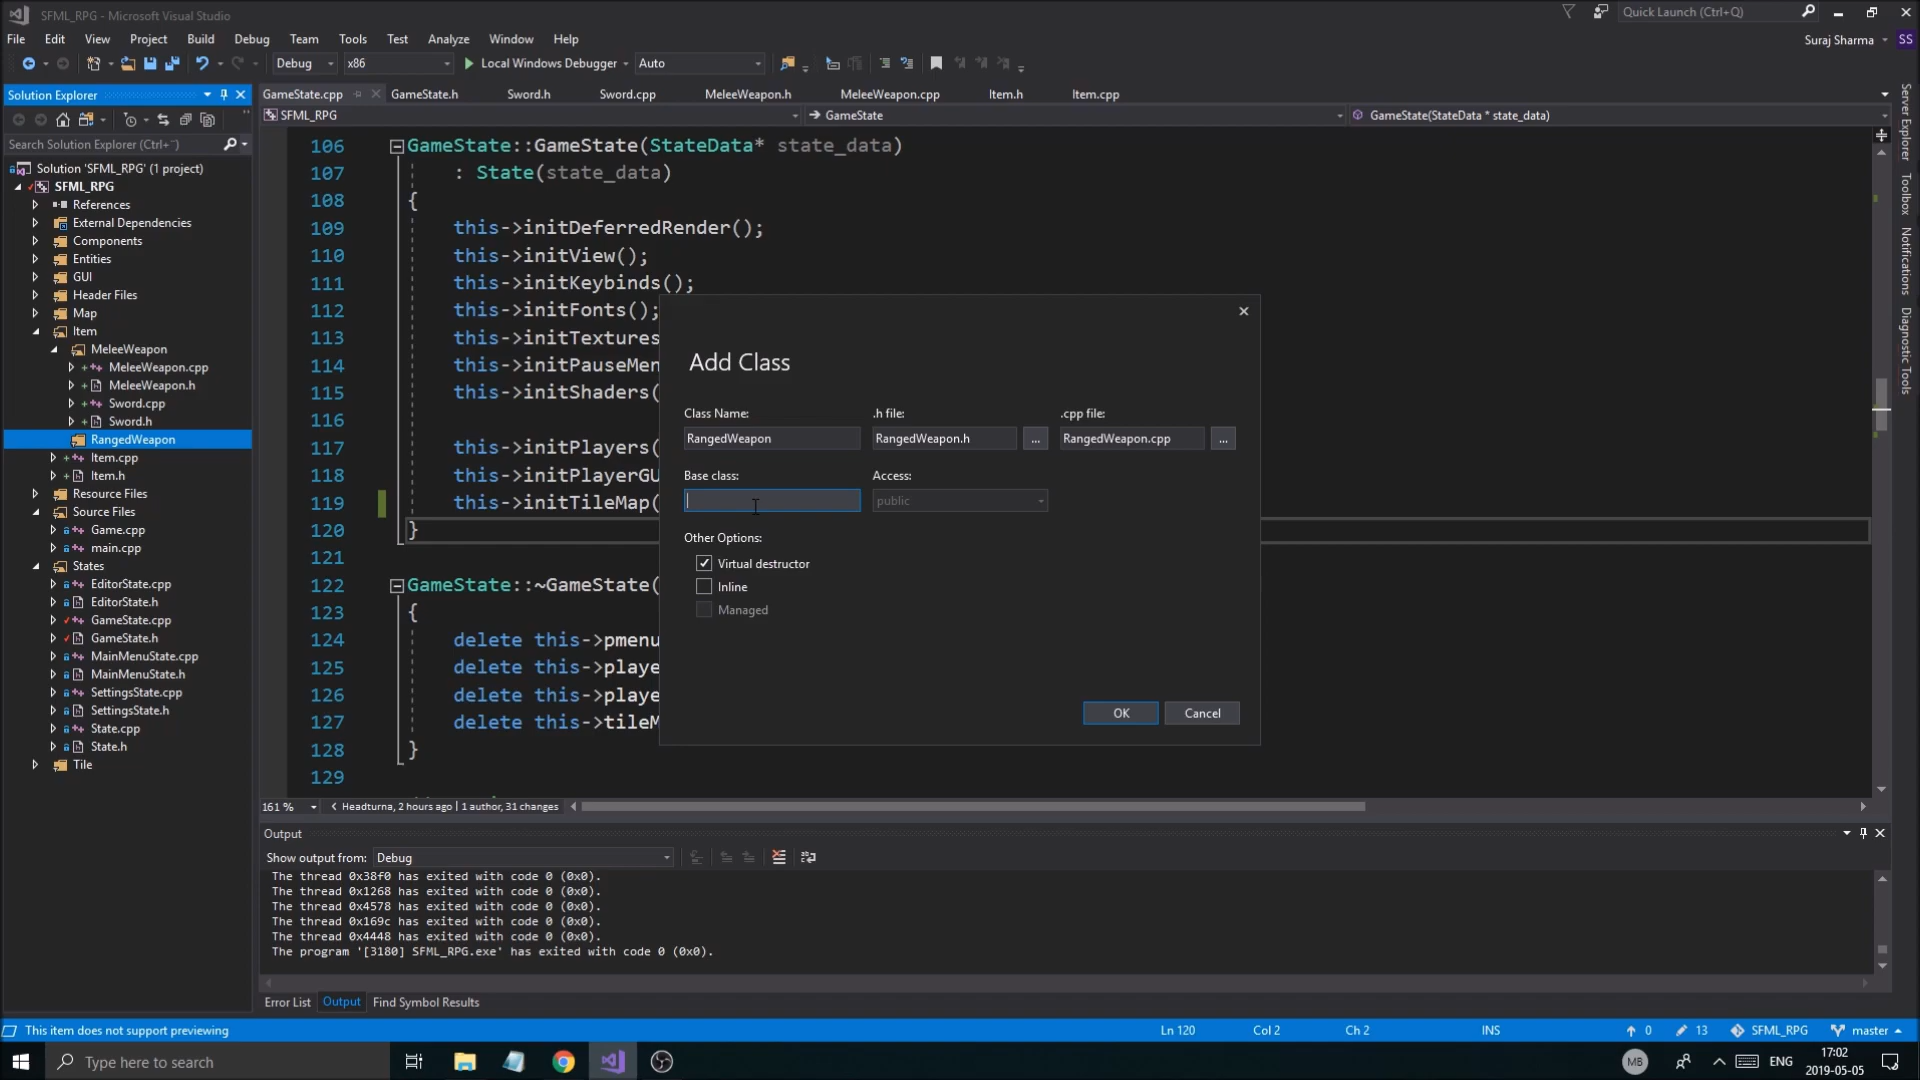 SFML_RPG - Microsoft Visual Studio
Quick Launch (Ctrl+Q)
File Edit View Project Build Debug Team Tools Test Analyze Window Help
Suraj Sharma SS
Debug x86 Local Windows Debugger Auto
Solution Explorer
GameState.cpp GameState.h Sword.h Sword.cpp MeleeWeapon.h MeleeWeapon.cpp Item.h Item.cpp
SFML_RPG GameState GameState(StateData * state_data)
Search Solution Explorer (Ctrl+¨)
Solution 'SFML_RPG' (1 project)
SFML_RPG
References
External Dependencies
Components
Entities
GUI
Header Files
Map
Item
MeleeWeapon
MeleeWeapon.cpp
MeleeWeapon.h
Sword.cpp
Sword.h
RangedWeapon
Item.cpp
Item.h
Resource Files
Source Files
Game.cpp
main.cpp
States
EditorState.cpp
EditorState.h
GameState.cpp
GameState.h
MainMenuState.cpp
MainMenuState.h
SettingsState.cpp
SettingsState.h
State.cpp
State.h
Tile
106 GameState::GameState(StateData* state_data)
107 : State(state_data)
108 {
109 this->initDeferredRender();
110 this->initView();
111 this->initKeybinds();
112 this->initFonts();
113 this->initTextures
114 this->initPauseMen
115 this->initShaders(
116
117 this->initPlayers(
118 this->initPlayerGU
119 this->initTileMap(
120 }
121
122 GameState::~GameState(
123 {
124 delete this->pmenu
125 delete this->playe
126 delete this->playe
127 delete this->tileM
128 }
129
Add Class
Class Name: .h file: .cpp file:
RangedWeapon RangedWeapon.h ... RangedWeapon.cpp ...
Base class: Access:
public
Other Options:
Virtual destructor
Inline
Managed
OK Cancel
Server Explorer
Toolbox
Notifications
Diagnostic Tools
161 % Headturna, 2 hours ago | 1 author, 31 changes
Output
Show output from: Debug
The thread 0x38f0 has exited with code 0 (0x0).
The thread 0x1268 has exited with code 0 (0x0).
The thread 0x4578 has exited with code 0 (0x0).
The thread 0x169c has exited with code 0 (0x0).
The thread 0x4448 has exited with code 0 (0x0).
The program '[3180] SFML_RPG.exe' has exited with code 0 (0x0).
Error List Output Find Symbol Results
This item does not support previewing Ln 120 Col 2 Ch 2 INS 0 13 SFML_RPG master
Type here to search
MB ENG 17:02
2019-05-05